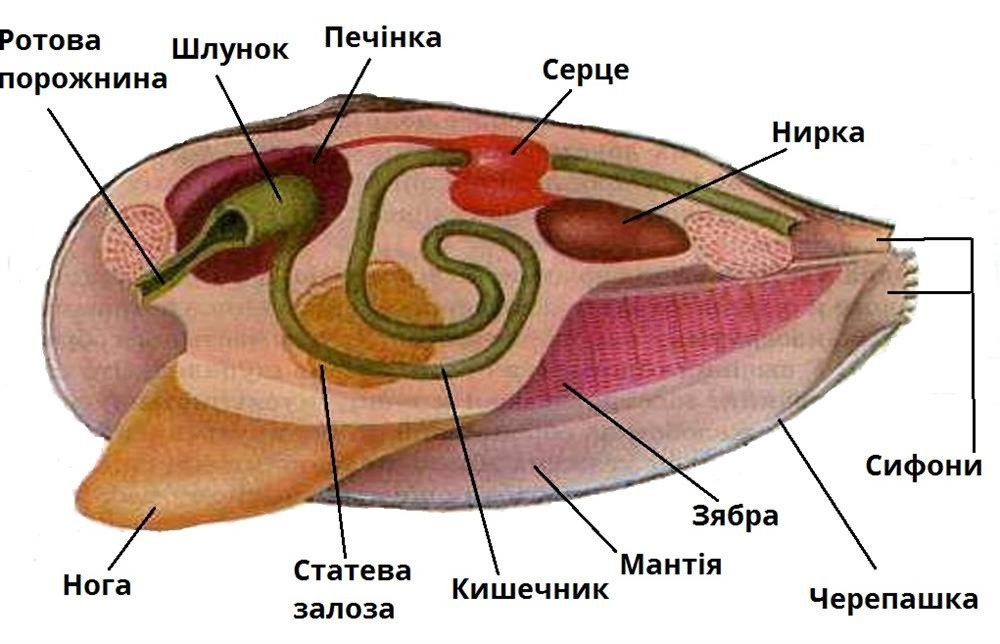 Ротова
порожнина
Шлунок
Печінка
Серце
Нирка
Сифони
Зябра
Мантія
Черепашка
Кишечник
Статева
залоза
Нога